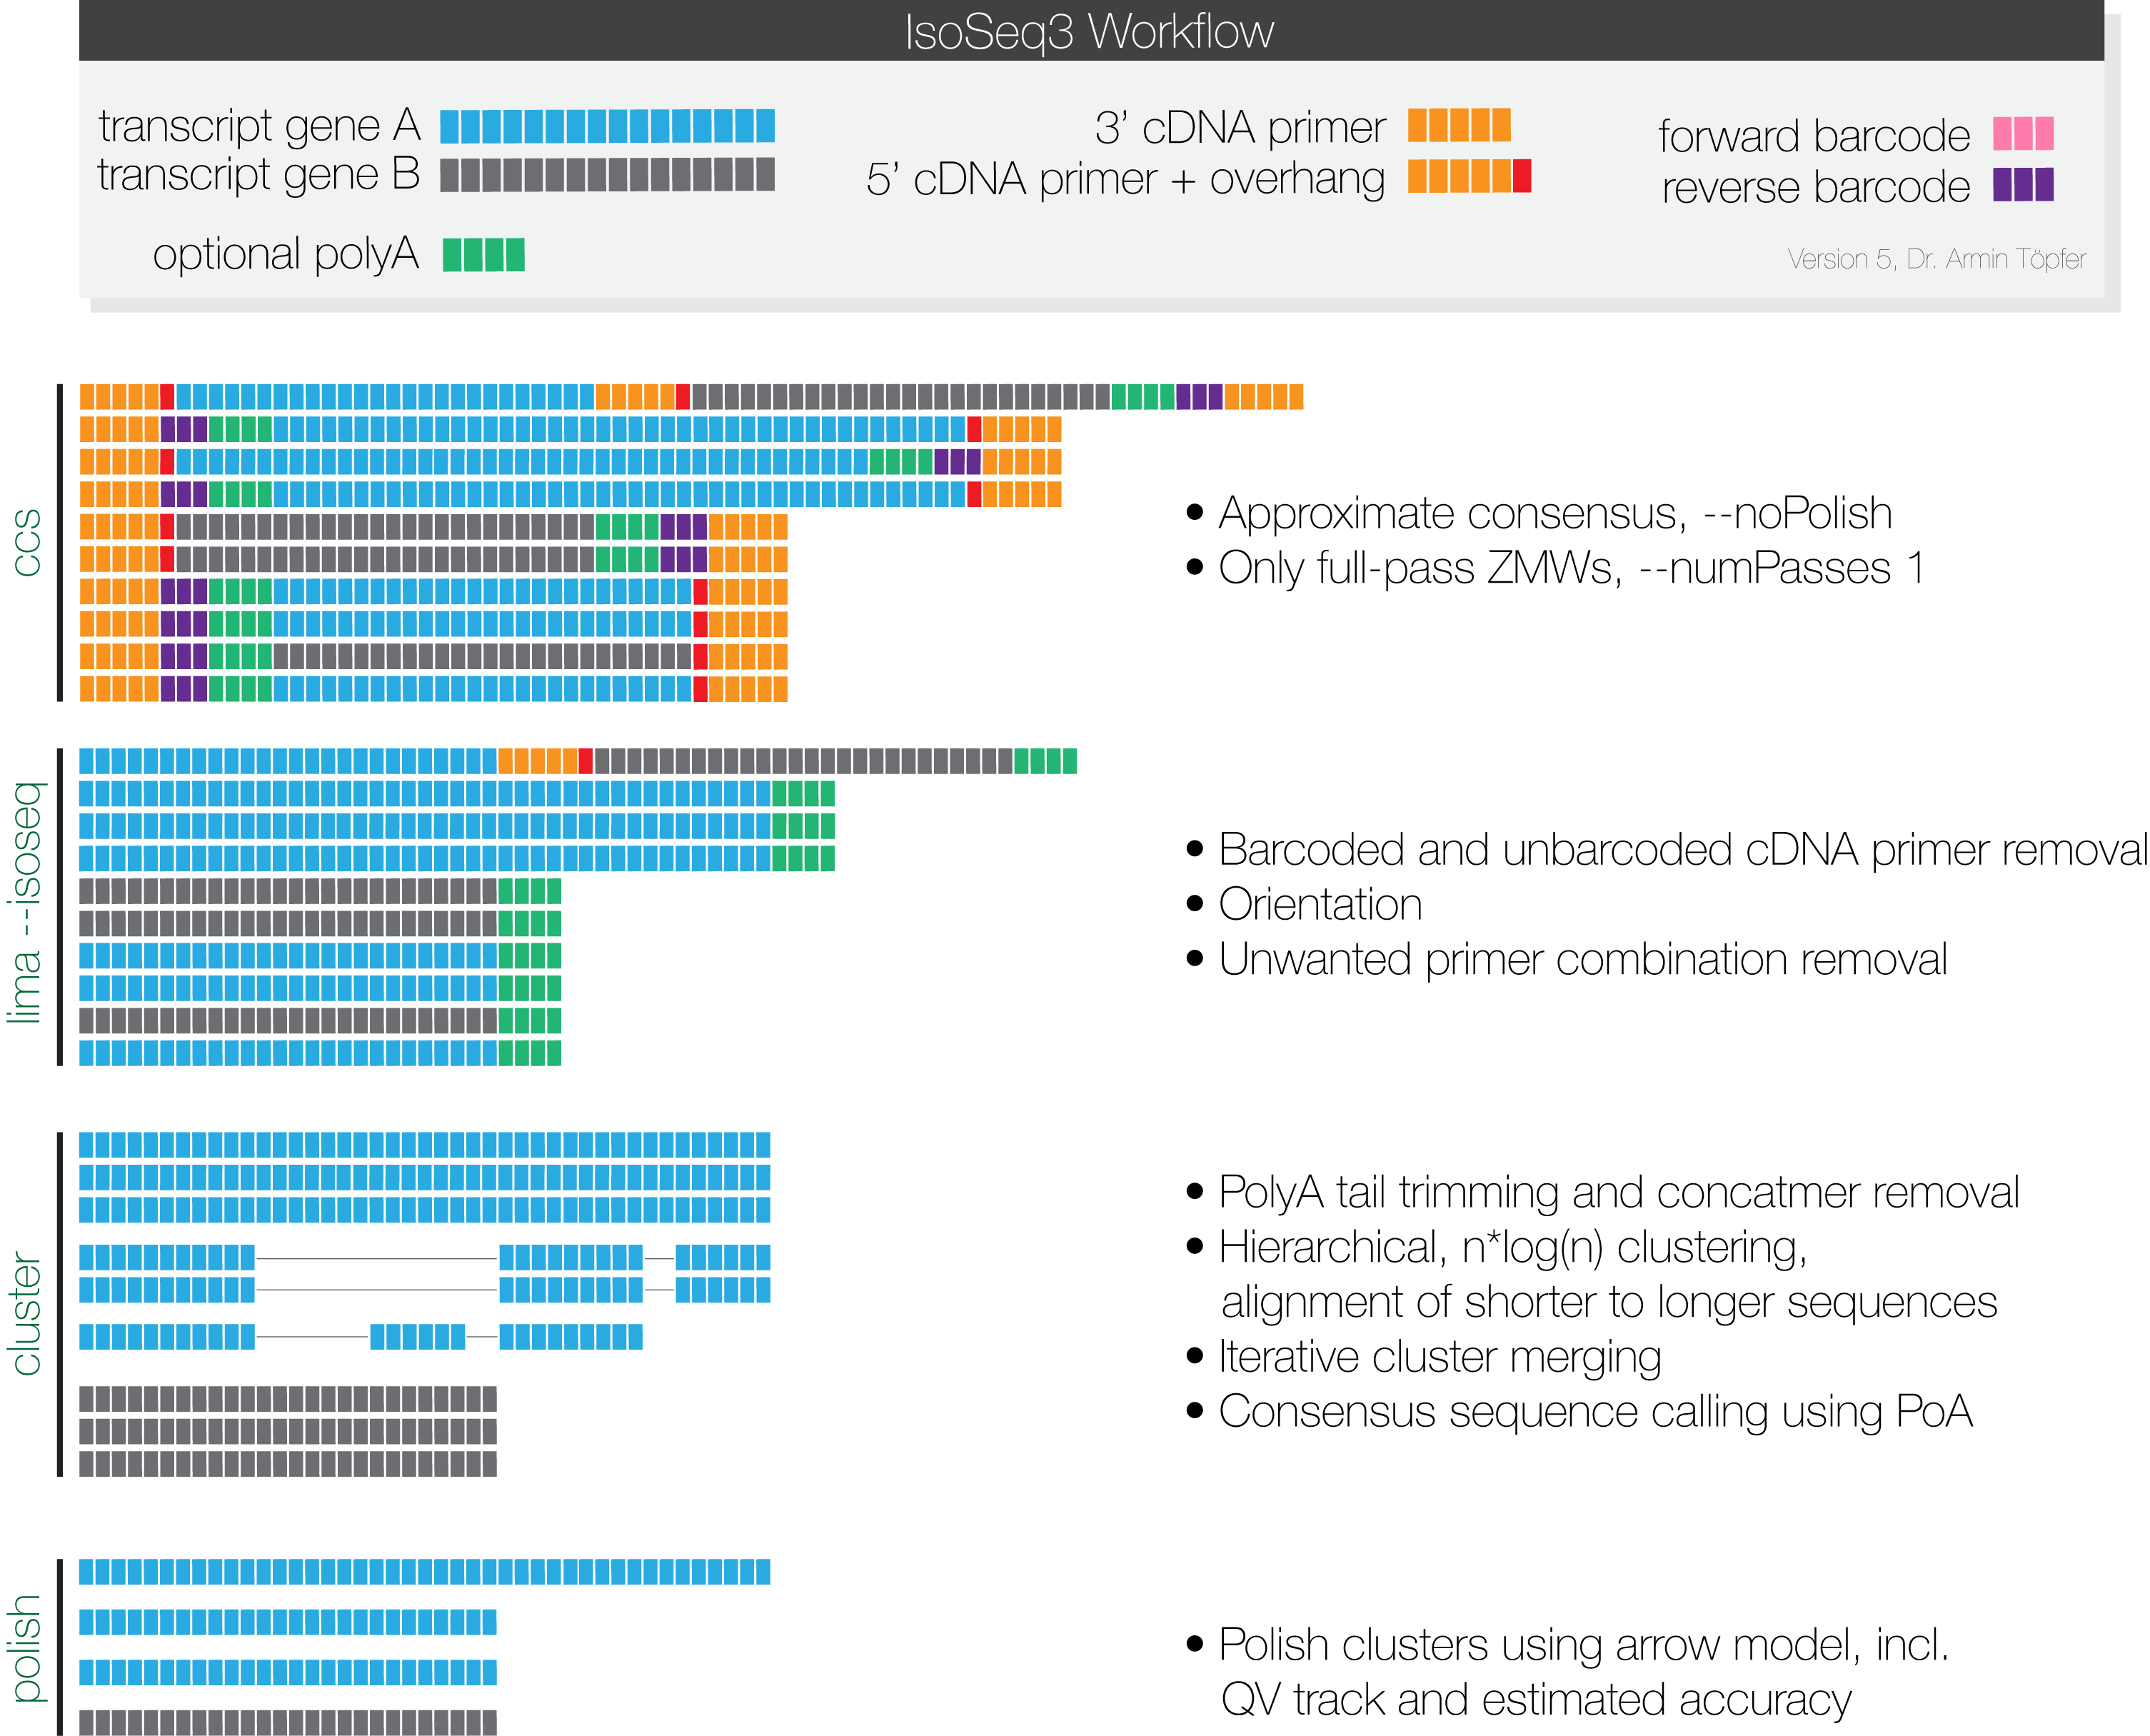 IsoSeq3 Workflow
transcript gene A
transcript gene B
optional polyA
3’ cDNA primer
5’ cDNA primer + overhang
forward barcode
reverse barcode
Version 5, Dr. Armin Töpfer
ccs
• Approximate consensus, --noPolish
• Only full-pass ZMWs, --numPasses 1
lima --isoseq
• Barcoded and unbarcoded cDNA primer removal
• Orientation
• Unwanted primer combination removal
cluster
• PolyA tail trimming and concatmer removal
• Hierarchical, n*log(n) clustering,
alignment of shorter to longer sequences
• Iterative cluster merging
• Consensus sequence calling using PoA
polish
• Polish clusters using arrow model, incl.
QV track and estimated accuracy